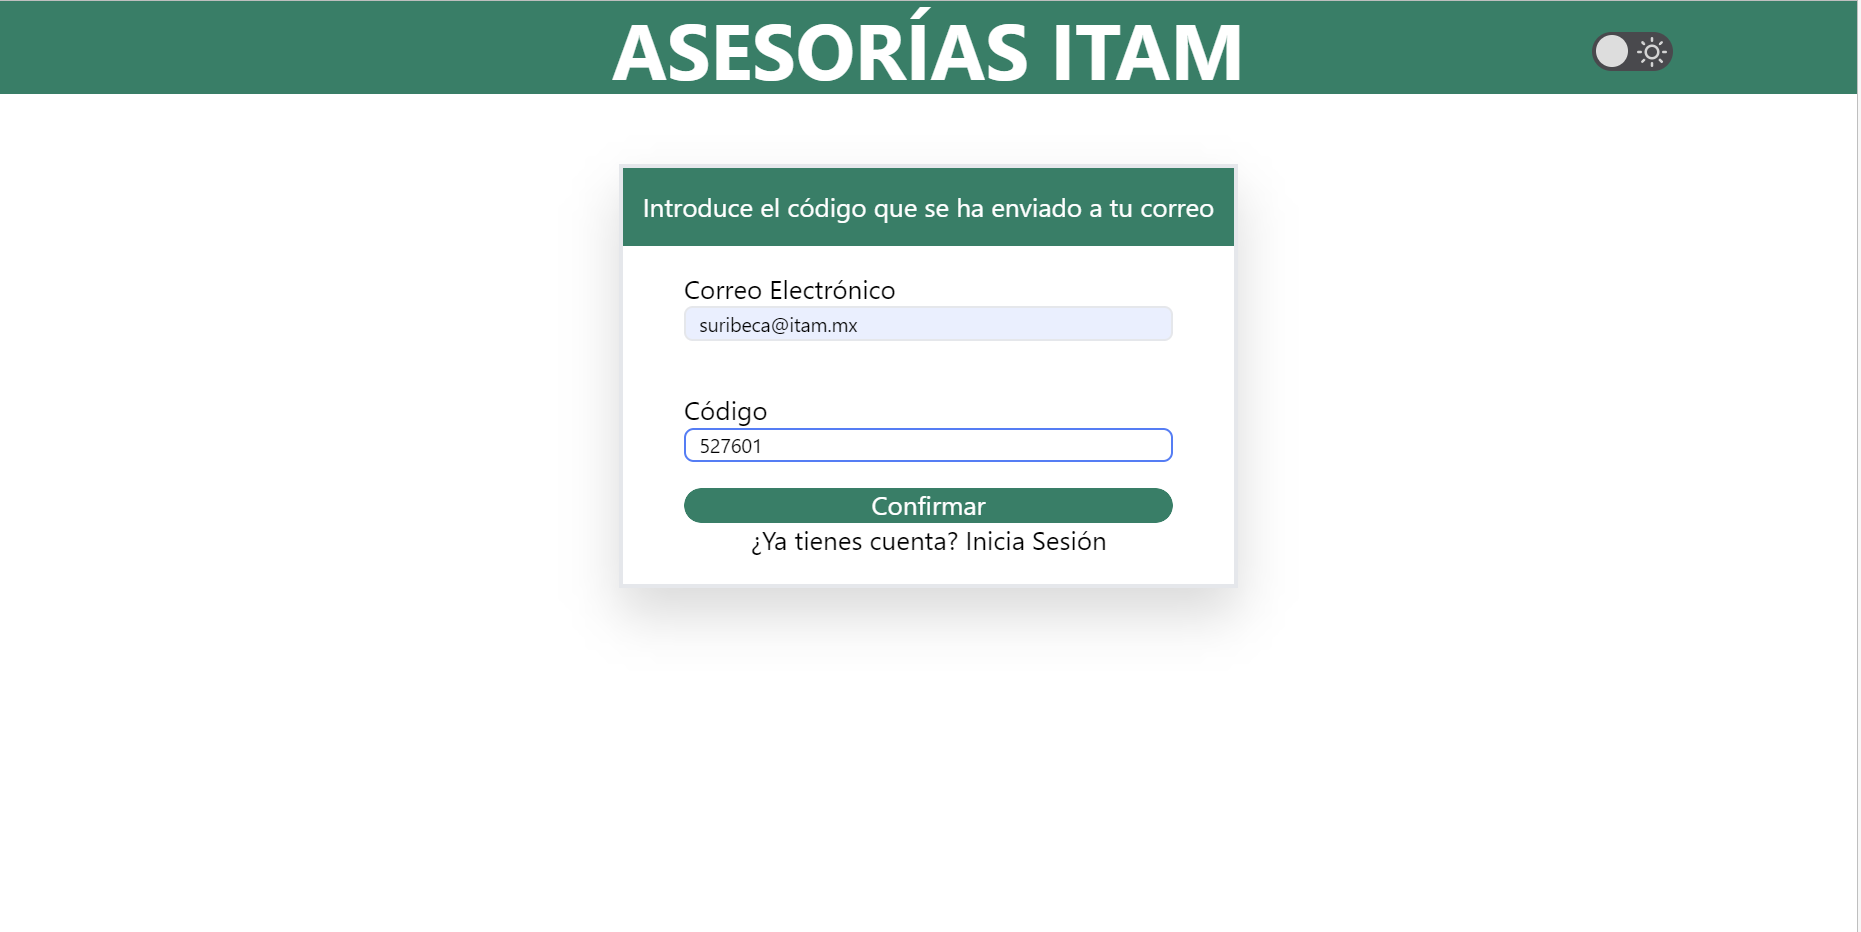 ASESORÍAS ITAM
Introduce el código que se ha enviado a tu correo
Correo Electrónico
suribeca@itam.mx
Código
527601
Confirmar
¿Ya tienes cuenta? Inicia Sesión